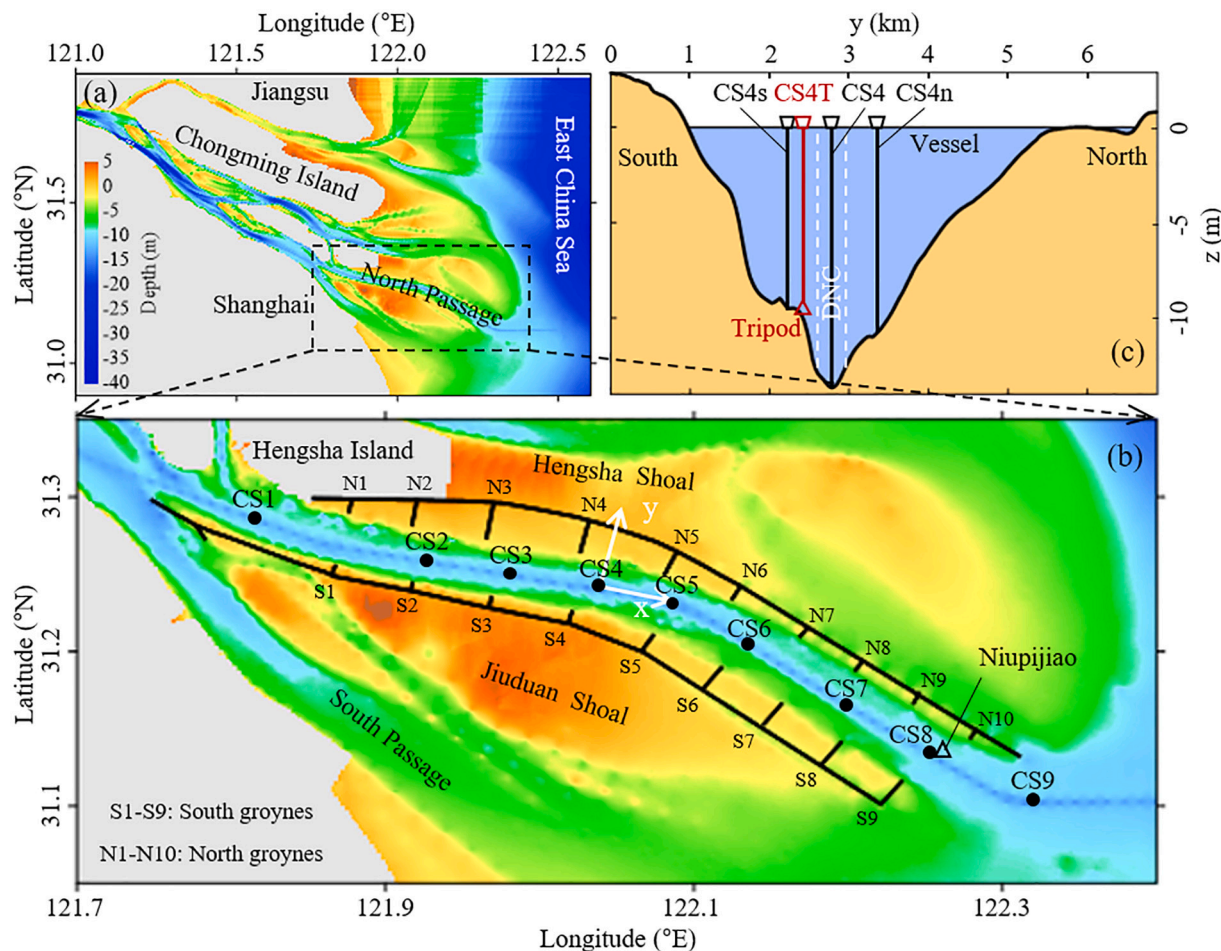 Longitude (°E)
121.0 121.5 122.0 122.5
(a)
Jiangsu
Chongming Island
East China Sea
Latitude (°N)
31.5
31.0
5
0
-5
-10
-15
-20
-25
-30
-35
-40
Depth (m)
North Passage
Shanghai
y (km)
0 1 2 3 4 5 6
CS4s CS4T CS4 CS4n
South
Vessel
North
DNC
Tripod
(c)
0
-5
-10
z (m)
(b)
Hengsha Island
Hengsha Shoal
N1
N2
N3
N4
N5
N6
N7
N8
N9
N10
CS1
CS2
CS3
CS4
CS5
CS6
CS7
CS8
CS9
y
x
Niupijiao
S1
S2
S3
S4
S5
S6
S7
S8
S9
Jiuduan Shoal
South Passage
S1-S9: South groynes
N1-N10: North groynes
Latitude (°N)
31.3
31.2
31.1
121.7 121.9 122.1 122.3
Longitude (°E)